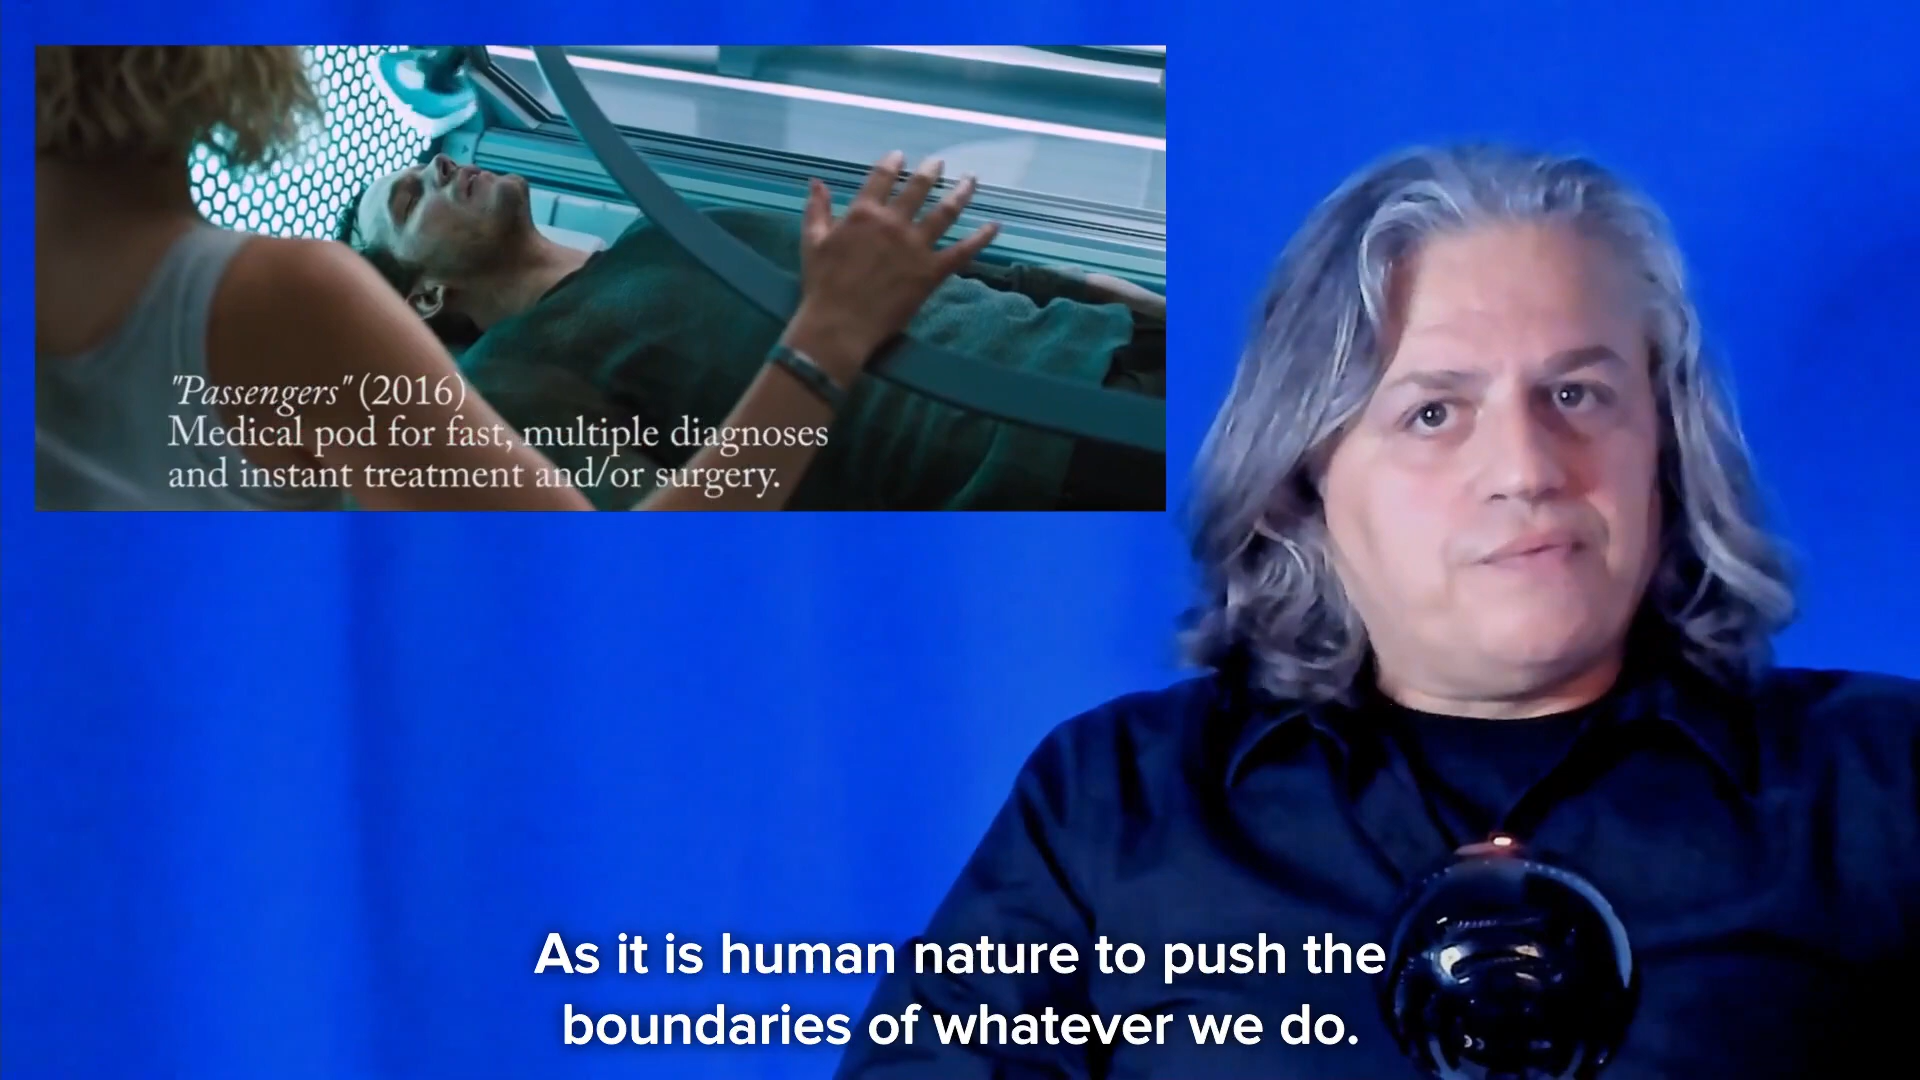 "Passengers" (2016)
Medical pod for fast, multiple diagnoses
and instant treatment and/or surgery.
As it is human nature to push the
boundaries of whatever we do.